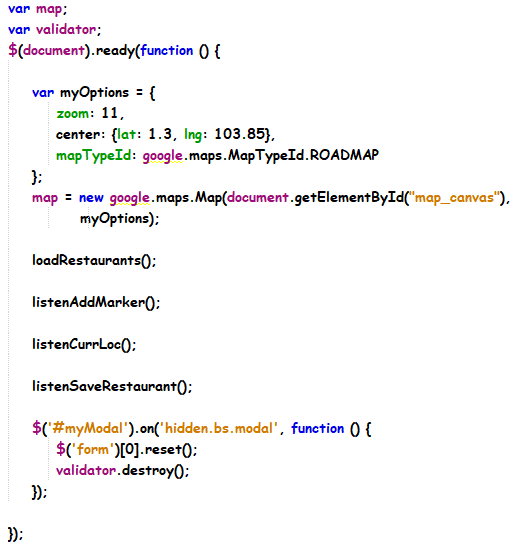 var map;
var validator;
$(document).ready(function () {
var myOptions = {
zoom: 11,
center: {lat: 1.3, lng: 103.85},
mapTypeId: google.maps.MapTypeId.ROADMAP
};
map = new google.maps.Map(document.getElementById("map_canvas"),
myOptions);
loadRestaurants();
listenAddMarker();
listenCurrLoc();
listenSaveRestaurant();
$('#myModal').on('hidden.bs.modal', function () {
$('form')[0].reset();
validator.destroy();
});
});